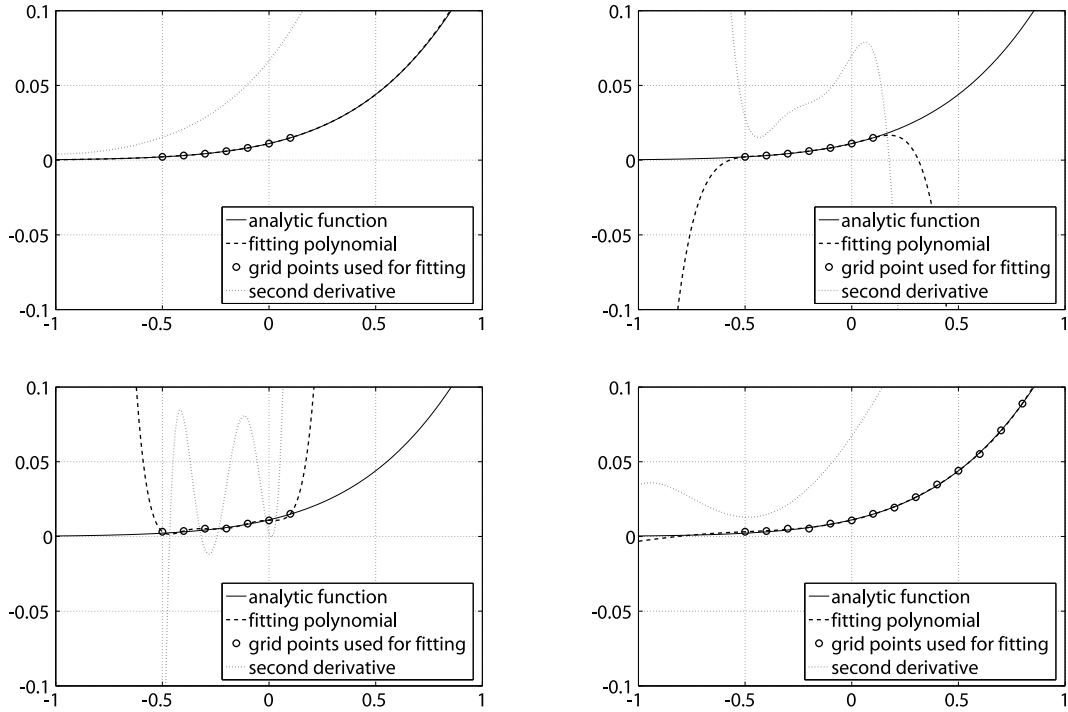 0.1
0.05
0
-0.05
-0.1
-1
-0.5
0
0.5
1
analytic function
fitting polynomial
grid points used for fitting
second derivative
0.1
0.05
0
-0.05
-0.1
-1
-0.5
0
0.5
1
analytic function
fitting polynomial
grid point used for fitting
second derivative
0.1
0.05
0
-0.05
-0.1
-1
-0.5
0
0.5
1
analytic function
fitting polynomial
grid points used for fitting
second derivative
0.1
0.05
0
-0.05
-0.1
-1
-0.5
0
0.5
1
analytic function
fitting polynomial
grid points used for fitting
second derivative